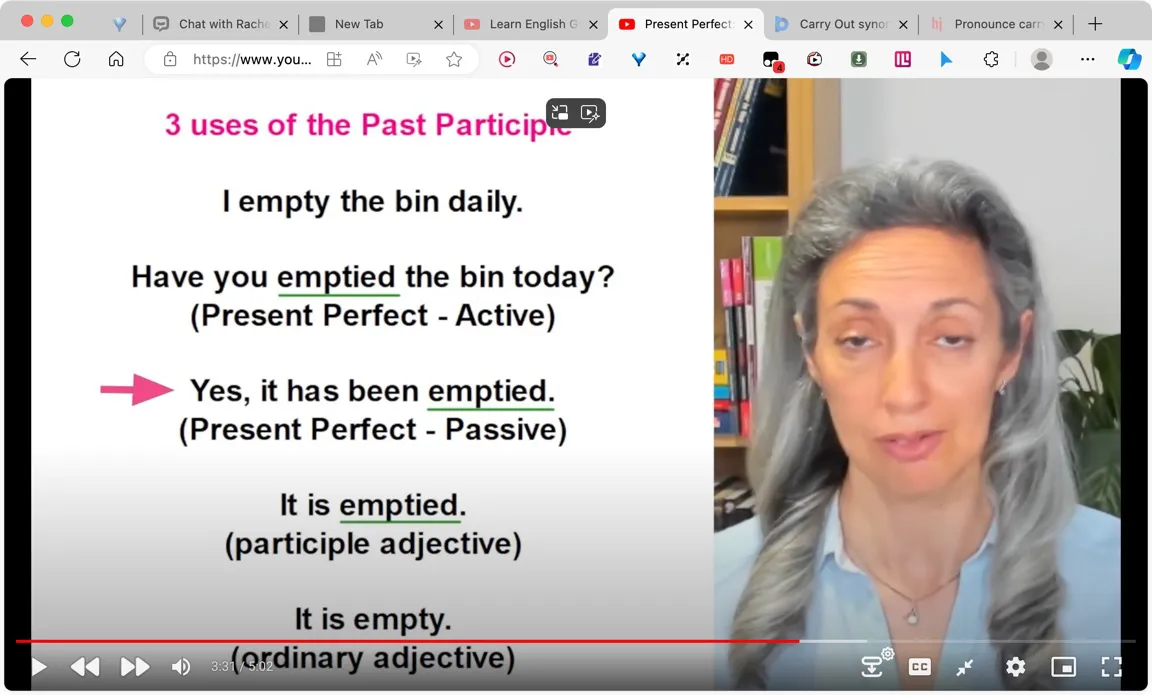 Chat with Rache
New Tab
Learn English G
Present Perfect:
Carry Out syno
Pronounce carr
https://www.you...
HD
4
3 uses of the Past Participle
I empty the bin daily.
Have you emptied the bin today?
(Present Perfect - Active)
Yes, it has been emptied.
(Present Perfect - Passive)
It is emptied.
(participle adjective)
It is empty.
(ordinary adjective)
3:31 / 5:02
CC